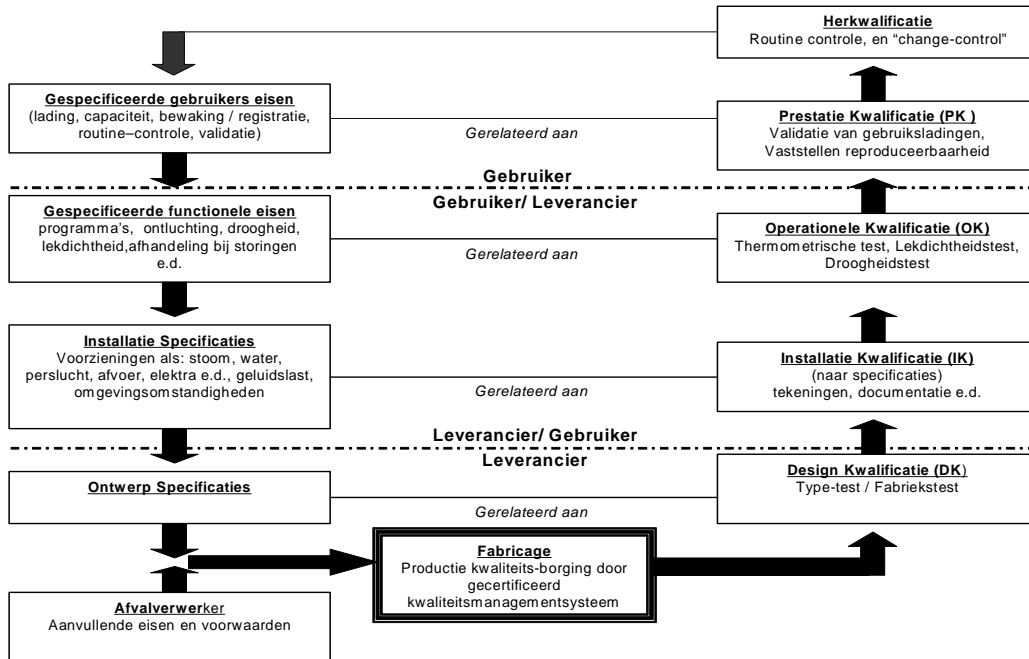 Herkwalificatie
Routine controle, en “change-control”
Gespecificeerde gebruikers eisen
(lading, capaciteit, bewaking / registratie,
routine–controle, validatie)
Gerelateerd aan
Prestatie Kwalificatie (PK )
Validatie van gebruiksladingen,
Vaststellen reproduceerbaarheid
Gebruiker
Gebruiker/ Leverancier
Gespecificeerde functionele eisen
programma's, ontluchting, droogheid,
lekdichtheid,afhandeling bij storingen
e.d.
Gerelateerd aan
Operationele Kwalificatie (OK)
Thermometrische test, Lekdichtheidstest,
Droogheidstest
Installatie Specificaties
Voorzieningen als: stoom, water,
perslucht, afvoer, elektra e.d., geluidslast,
omgevingsomstandigheden
Gerelateerd aan
Installatie Kwalificatie (IK)
(naar specificaties)
tekeningen, documentatie e.d.
Leverancier/ Gebruiker
Leverancier
Ontwerp Specificaties
Gerelateerd aan
Design Kwalificatie (DK)
Type-test / Fabriekstest
Fabricage
Productie kwaliteits-borging door
gecertificeerd
kwaliteitsmanagementsysteem
Afvalverwerker
Aanvullende eisen en voorwaarden